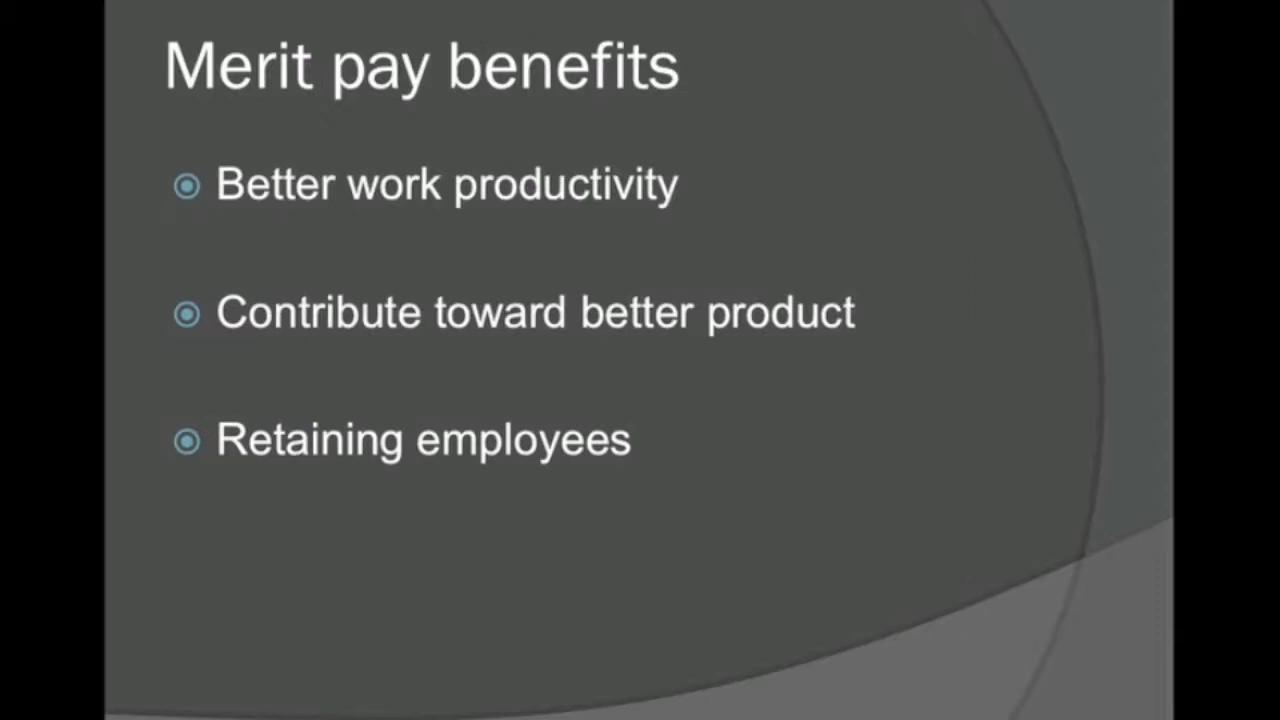 Merit pay benefits
Better work productivity
Contribute toward better product
Retaining employees